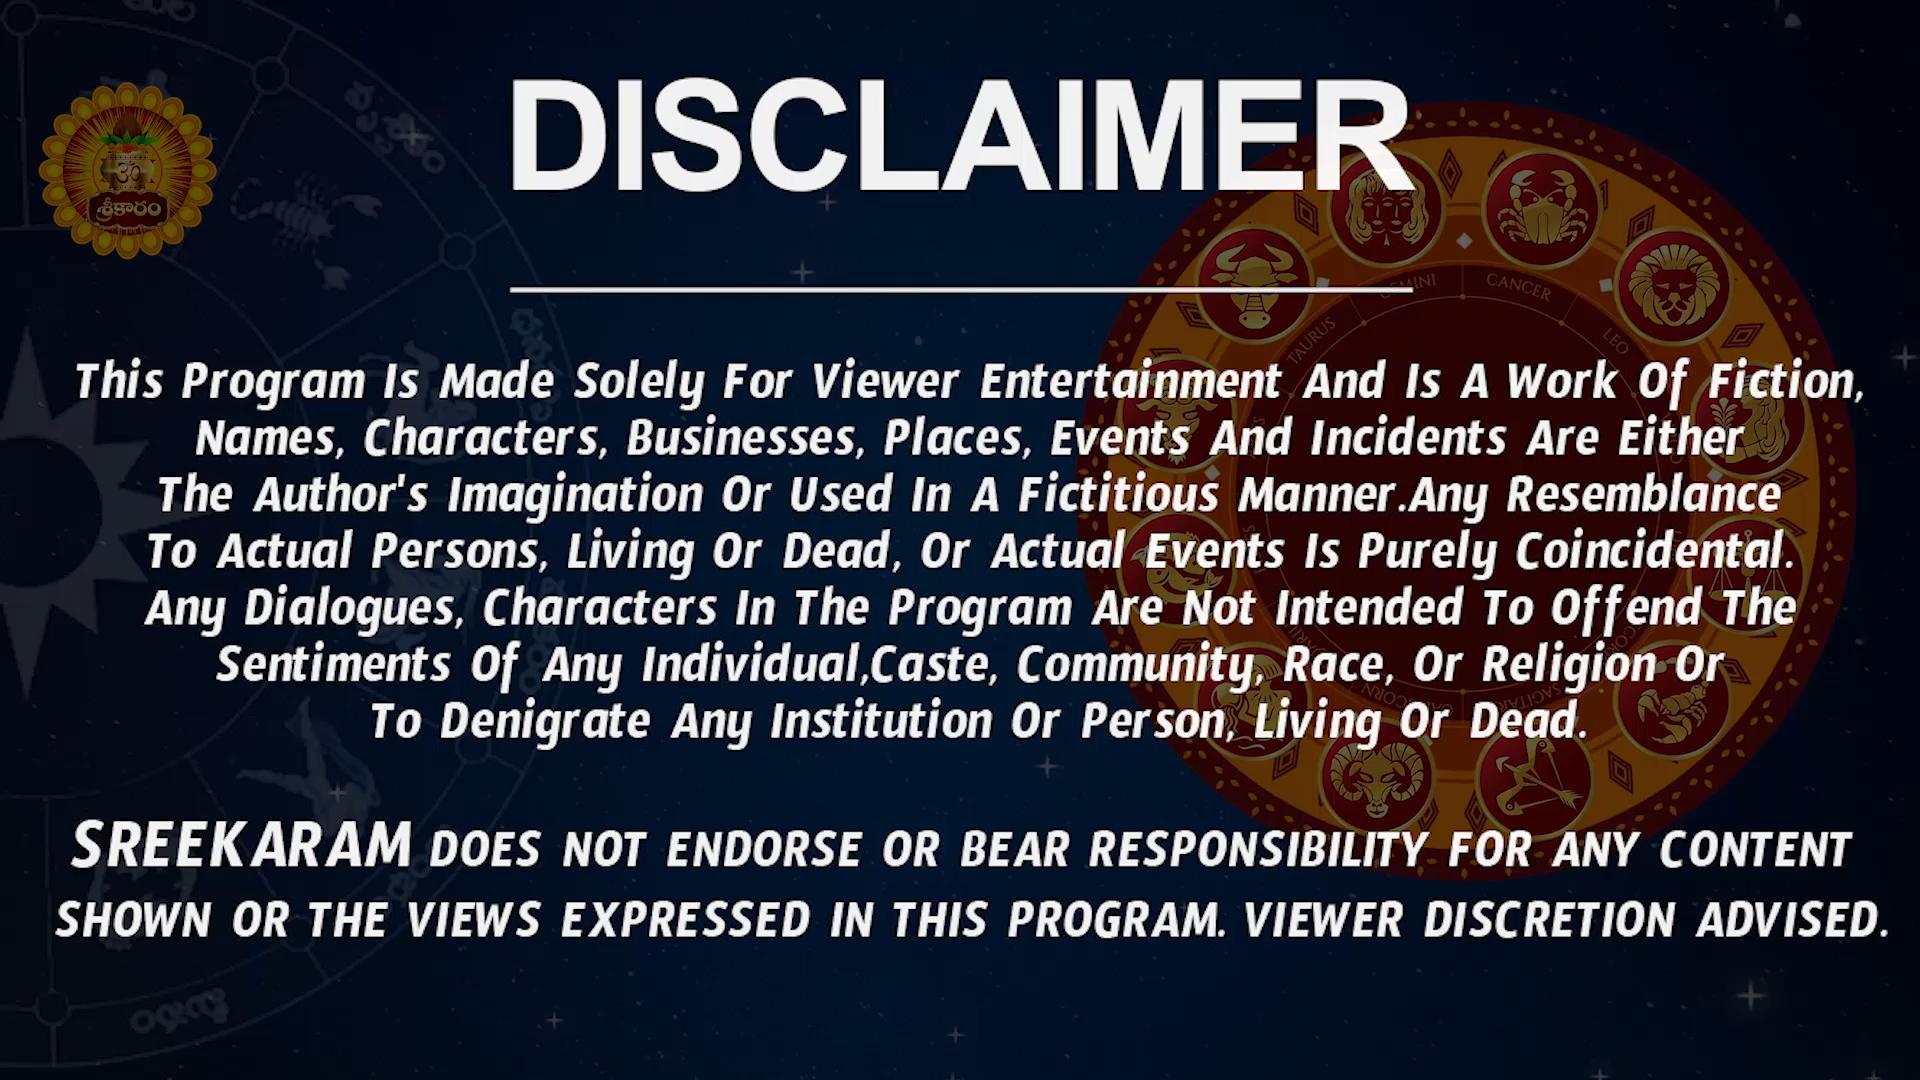 DISCLAIMER
ॐ
శ్రీకారం
GEMINI
CANCER
TAURUS
LEO
This Program Is Made Solely For Viewer Entertainment And Is A Work Of Fiction,
Names, Characters, Businesses, Places, Events And Incidents Are Either
The Author's Imagination Or Used In A Fictitious Manner.Any Resemblance
To Actual Persons, Living Or Dead, Or Actual Events Is Purely Coincidental.
Any Dialogues, Characters In The Program Are Not Intended To Offend The
Sentiments Of Any Individual,Caste, Community, Race, Or Religion Or
To Denigrate Any Institution Or Person, Living Or Dead.
SREEKARAM DOES NOT ENDORSE OR BEAR RESPONSIBILITY FOR ANY CONTENT
SHOWN OR THE VIEWS EXPRESSED IN THIS PROGRAM. VIEWER DISCRETION ADVISED.